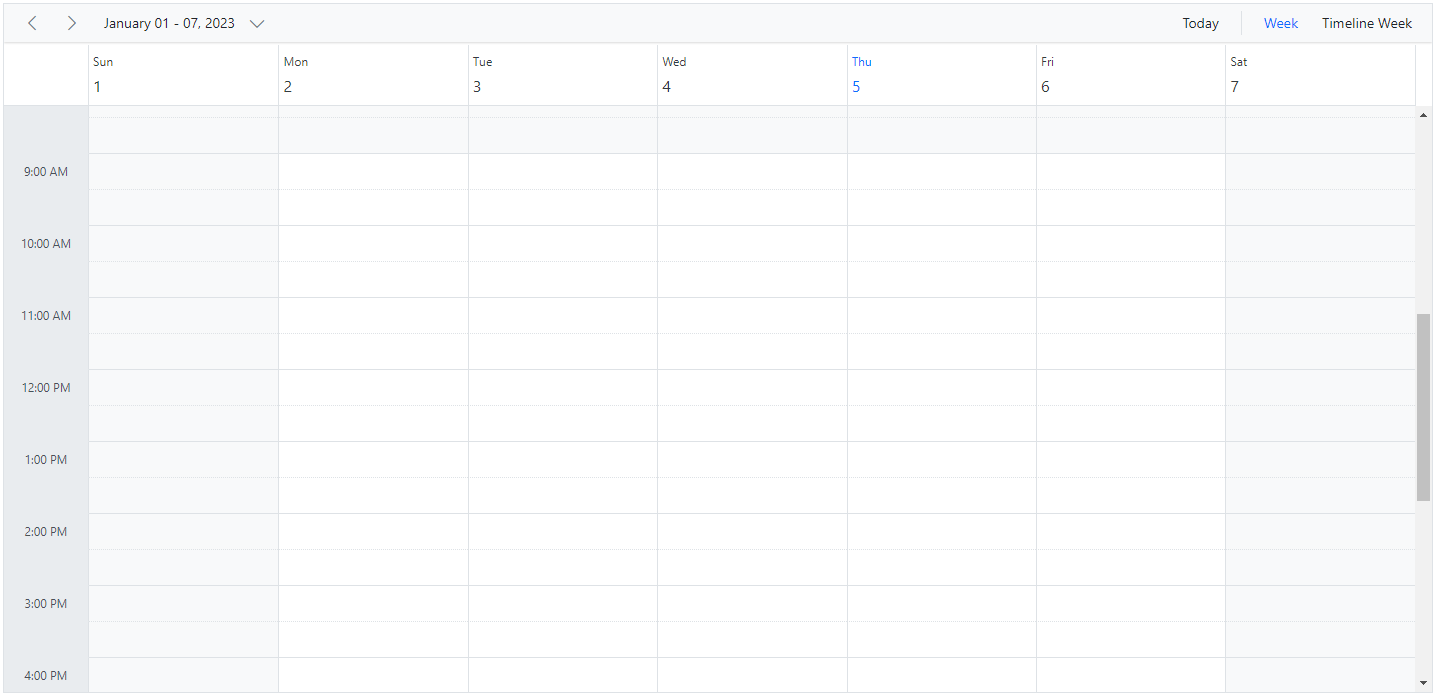 January 01 - 07, 2023 Today Week Timeline Week
Sun Mon Tue Wed Thu Fri Sat
1 2 3 4 5 6 7
9:00 AM
10:00 AM
11:00 AM
12:00 PM
1:00 PM
2:00 PM
3:00 PM
4:00 PM